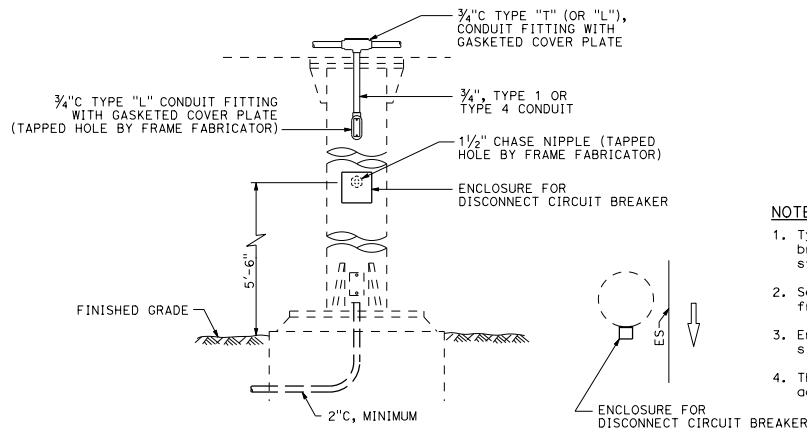 ¾"C TYPE "T" (OR "L"),
CONDUIT FITTING WITH
GASKETED COVER PLATE
¾"C TYPE "L" CONDUIT FITTING
WITH GASKETED COVER PLATE
(TAPPED HOLE BY FRAME FABRICATOR)
¾", TYPE 1 OR
TYPE 4 CONDUIT
1½" CHASE NIPPLE (TAPPED
HOLE BY FRAME FABRICATOR)
ENCLOSURE FOR
DISCONNECT CIRCUIT BREAKER
5'-6"
FINISHED GRADE
2"C, MINIMUM
ES
ENCLOSURE FOR
DISCONNECT CIRCUIT BREAKER
NOTE
1.
2.
3.
4.